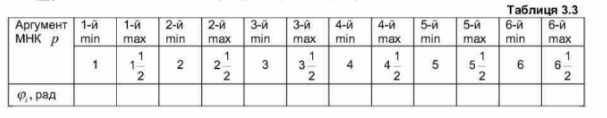 Таблиця 3.3
Аргумент МНК p 1-й min 1-й max 2-й min 2-й max 3-й min 3-й max 4-й min 4-й max 5-й min 5-й max 6-й min 6-й max
1 1 1/2 2 2 1/2 3 3 1/2 4 4 1/2 5 5 1/2 6 6 1/2
φᵢ, рад